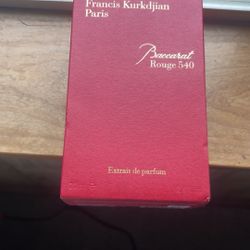 Francis Kurkdjian
Paris
Baccarat
Rouge 540
Extrait de parfum